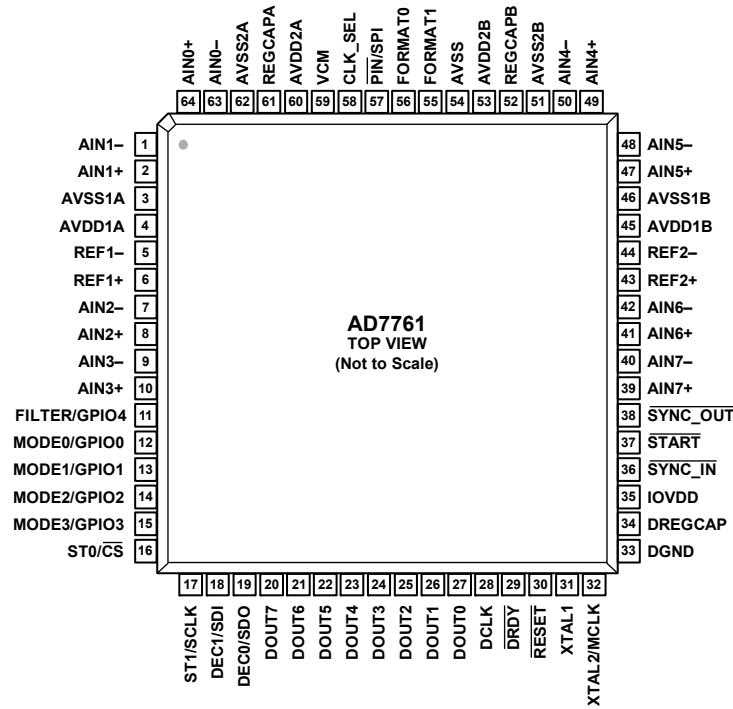 AIN0+
AIN0–
AVSS2A
REGCAPA
AVDD2A
VCM
CLK_SEL
PIN/SPI
FORMAT0
FORMAT1
AVSS
AVDD2B
REGCAPB
AVSS2B
AIN4–
AIN4+
64 63 62 61 60 59 58 57 56 55 54 53 52 51 50 49
AIN1– 1
AIN1+ 2
AVSS1A 3
AVDD1A 4
REF1– 5
REF1+ 6
AIN2– 7
AIN2+ 8
AIN3– 9
AIN3+ 10
FILTER/GPIO4 11
MODE0/GPIO0 12
MODE1/GPIO1 13
MODE2/GPIO2 14
MODE3/GPIO3 15
ST0/CS 16
AD7761
TOP VIEW
(Not to Scale)
48 AIN5–
47 AIN5+
46 AVSS1B
45 AVDD1B
44 REF2–
43 REF2+
42 AIN6–
41 AIN6+
40 AIN7–
39 AIN7+
38 SYNC_OUT
37 START
36 SYNC_IN
35 IOVDD
34 DREGCAP
33 DGND
17 18 19 20 21 22 23 24 25 26 27 28 29 30 31 32
ST1/SCLK
DEC1/SDI
DEC0/SDO
DOUT7
DOUT6
DOUT5
DOUT4
DOUT3
DOUT2
DOUT1
DOUT0
DCLK
DRDY
RESET
XTAL1
XTAL2/MCLK